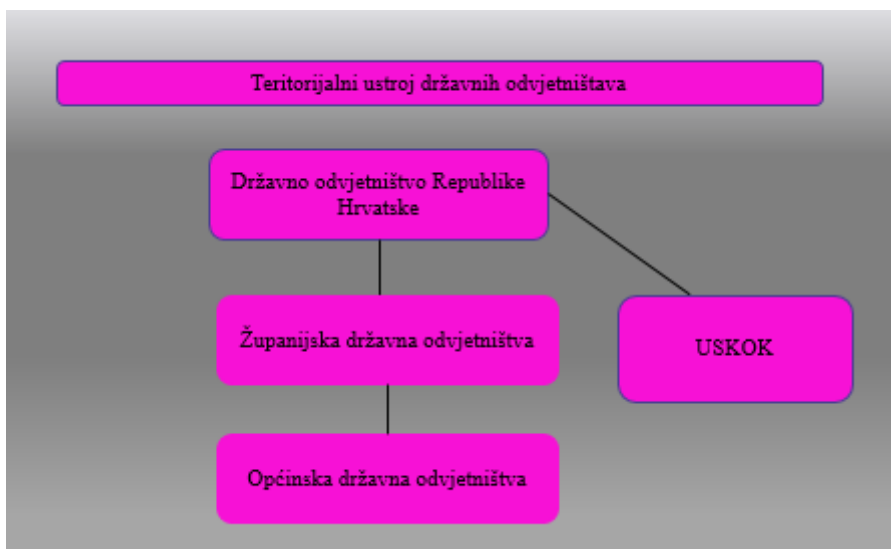 Teritorijalni ustroj državnih odvjetništava
Državno odvjetništvo Republike
Hrvatske
Županijska državna odvjetništva
USKOK
Općinska državna odvjetništva